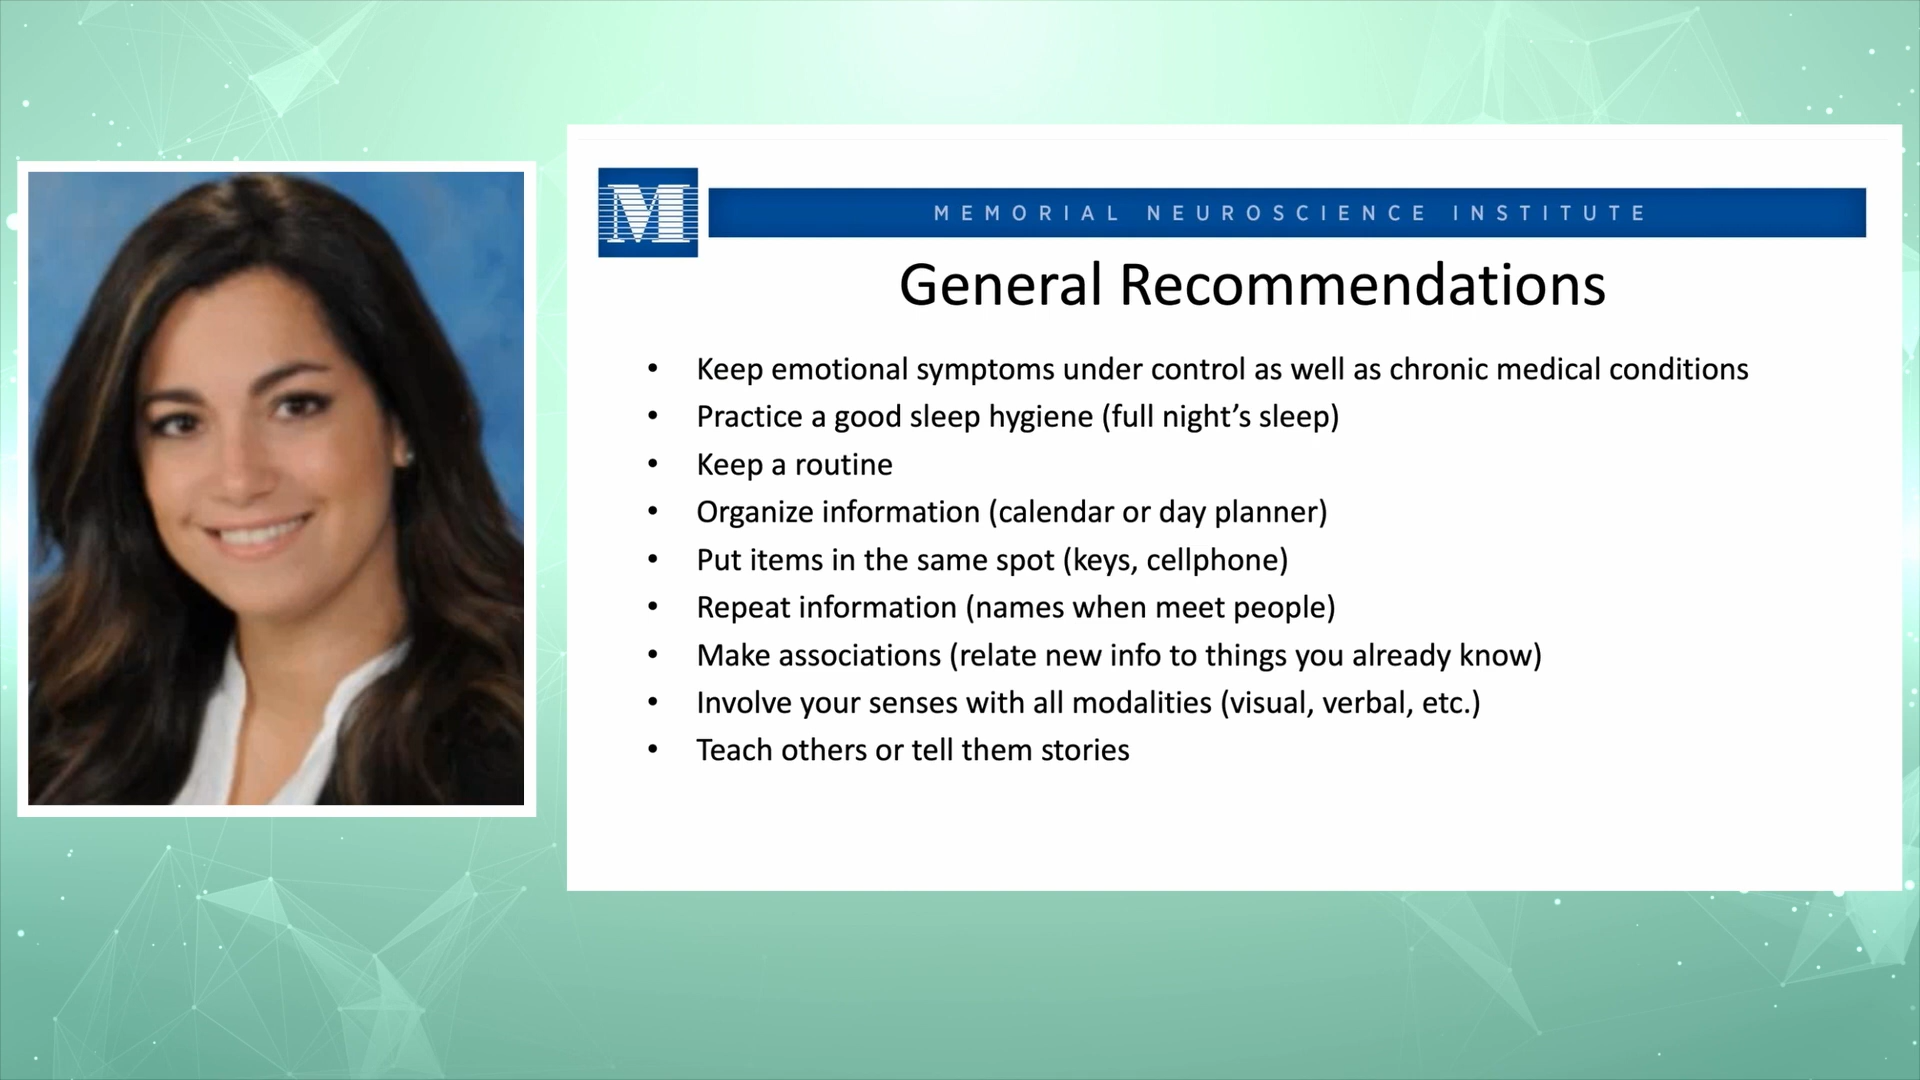 M
MEMORIAL NEUROSCIENCE INSTITUTE
General Recommendations
• Keep emotional symptoms under control as well as chronic medical conditions
• Practice a good sleep hygiene (full night’s sleep)
• Keep a routine
• Organize information (calendar or day planner)
• Put items in the same spot (keys, cellphone)
• Repeat information (names when meet people)
• Make associations (relate new info to things you already know)
• Involve your senses with all modalities (visual, verbal, etc.)
• Teach others or tell them stories